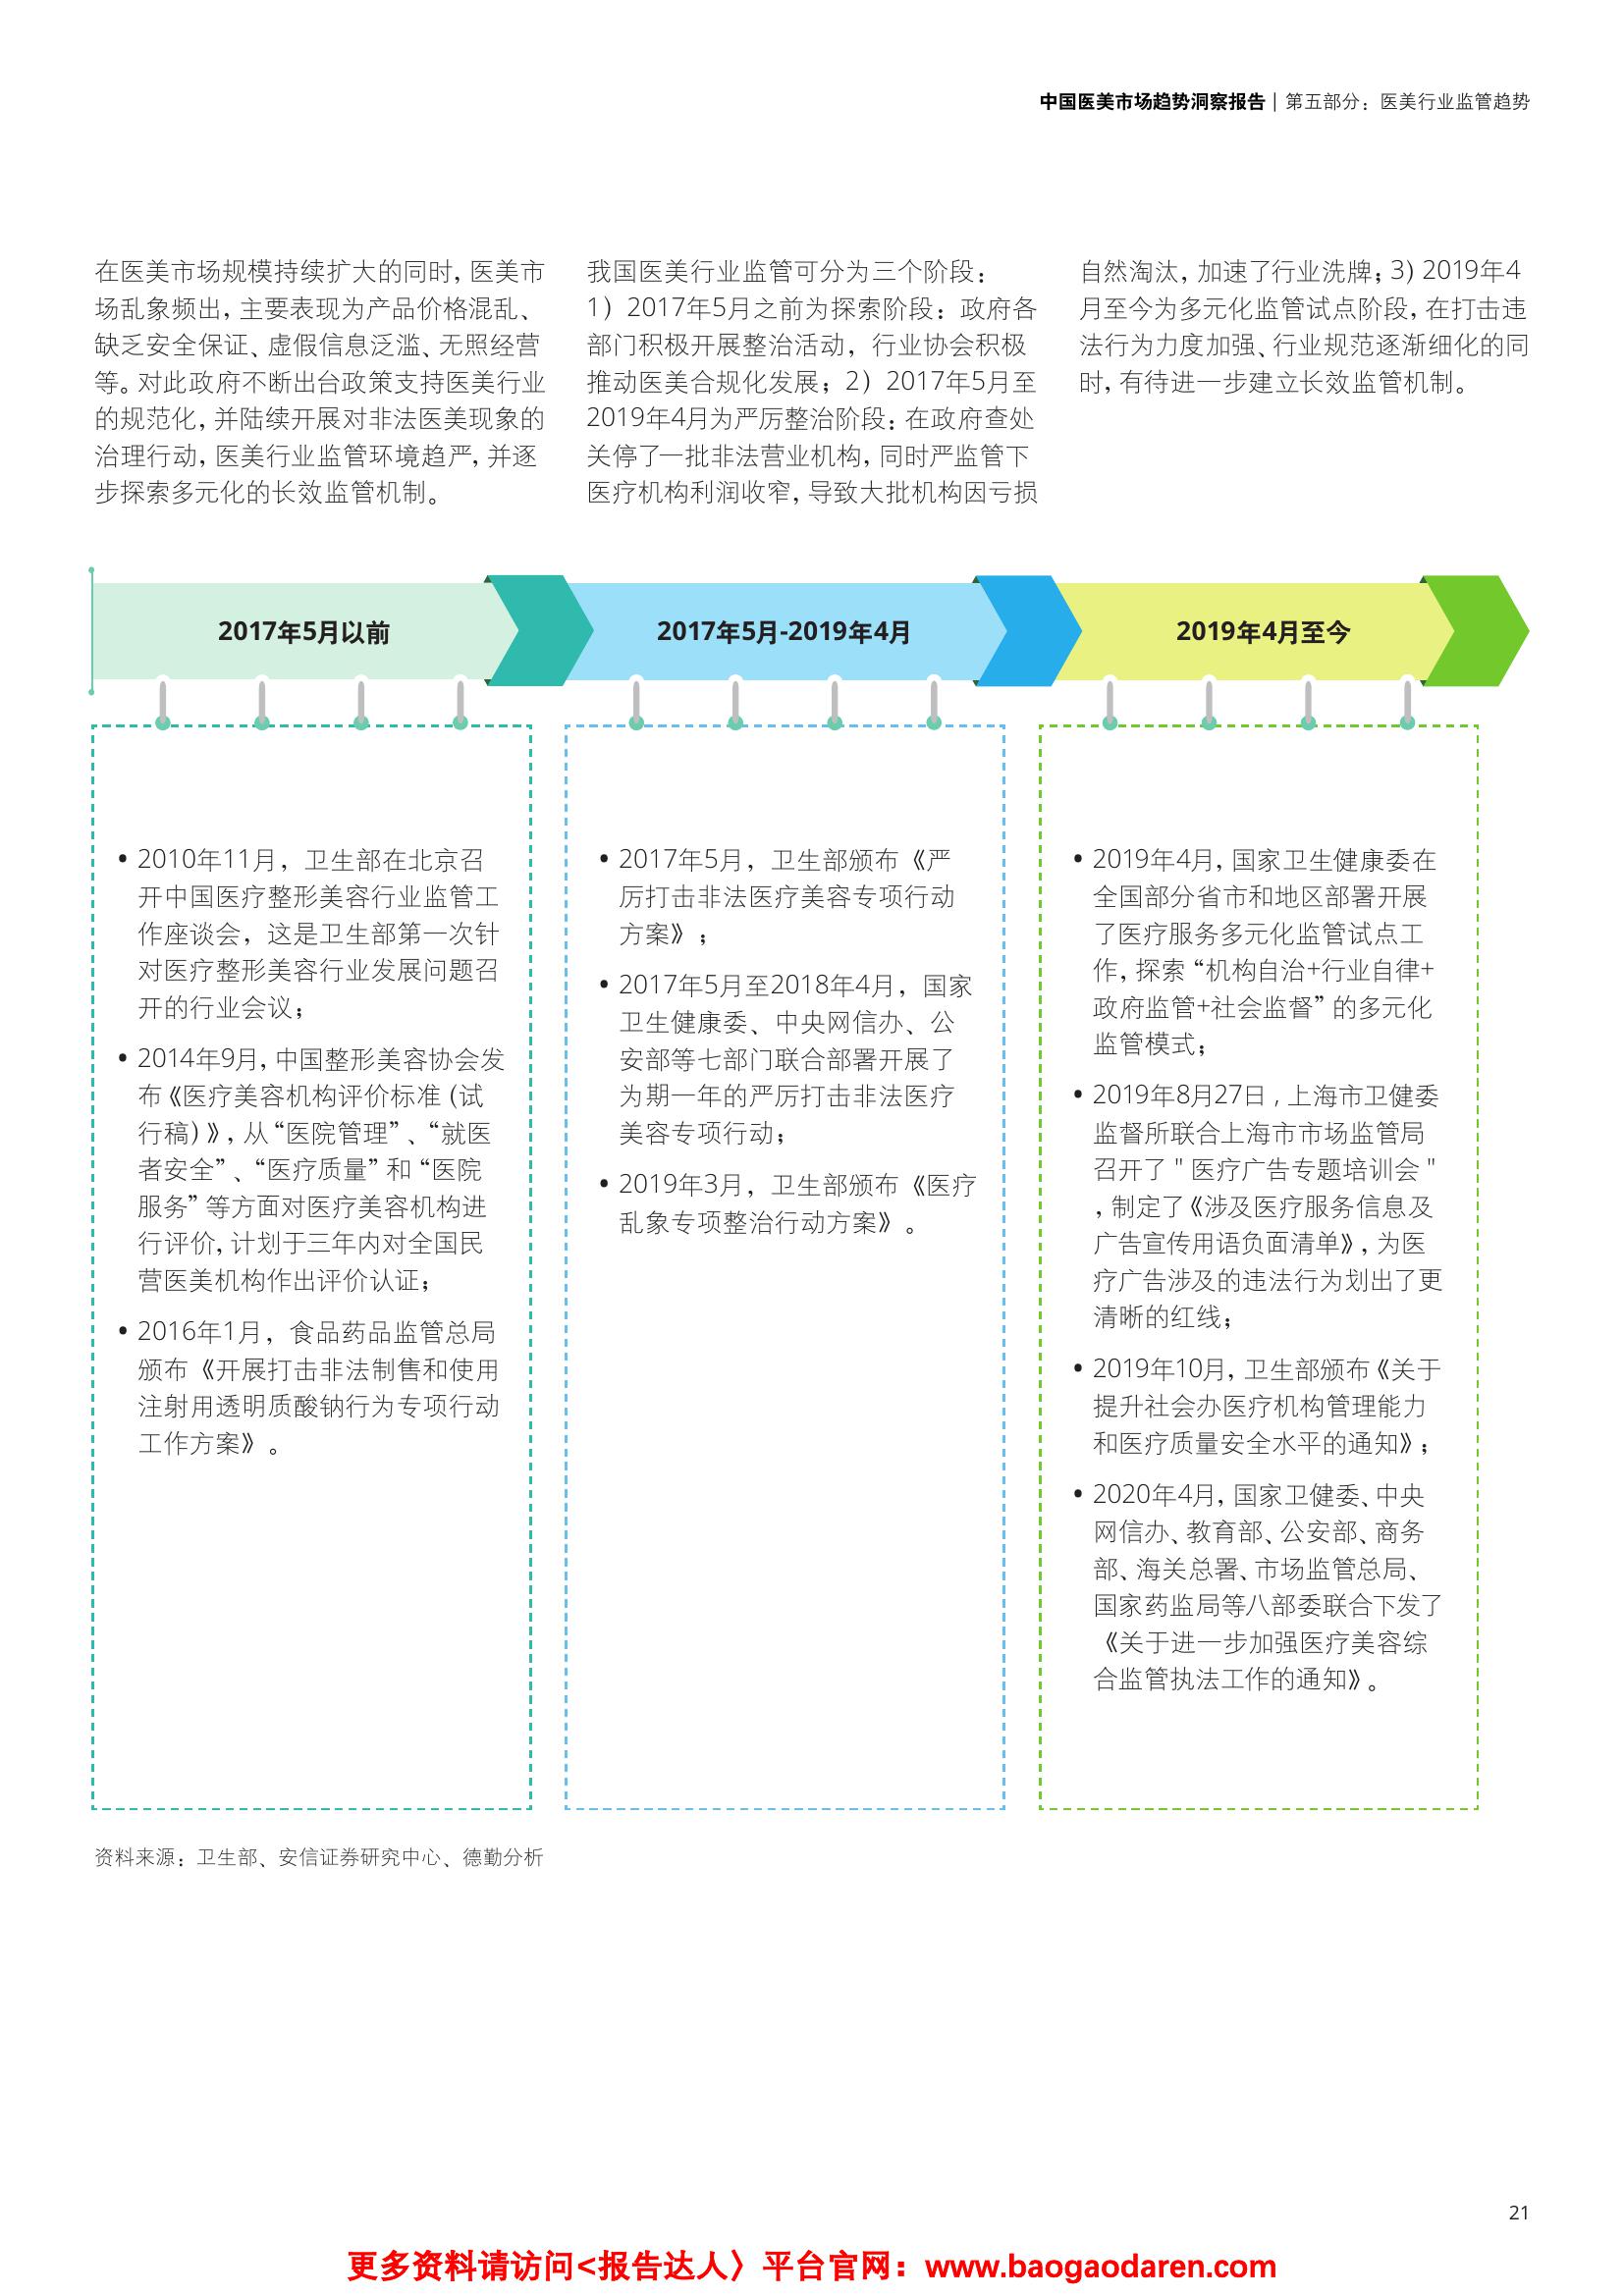 中国医美市场趋势洞察报告 | 第五部分：医美行业监管趋势
在医美市场规模持续扩大的同时，医美市
场乱象频出，主要表现为产品价格混乱、
缺乏安全保证、虚假信息泛滥、无照经营
等。对此政府不断出台政策支持医美行业
的规范化，并陆续开展对非法医美现象的
治理行动，医美行业监管环境趋严，并逐
步探索多元化的长效监管机制。
我国医美行业监管可分为三个阶段：
1）2017年5月之前为探索阶段：政府各
部门积极开展整治活动，行业协会积极
推动医美合规化发展；2）2017年5月至
2019年4月为严厉整治阶段：在政府查处
关停了一批非法营业机构，同时严监管下
医疗机构利润收窄，导致大批机构因亏损
自然淘汰，加速了行业洗牌；3）2019年4
月至今为多元化监管试点阶段，在打击违
法行为力度加强、行业规范逐渐细化的同
时，有待进一步建立长效监管机制。
2017年5月以前
2017年5月-2019年4月
2019年4月至今
• 2010年11月，卫生部在北京召
开中国医疗整形美容行业监管工
作座谈会，这是卫生部第一次针
对医疗整形美容行业发展问题召
开的行业会议；
• 2014年9月，中国整形美容协会发
布《医疗美容机构评价标准（试
行稿）》，从“医院管理”、“就医
者安全”、“医疗质量”和“医院
服务”等方面对医疗美容机构进
行评价，计划于三年内对全国民
营医美机构作出评价认证；
• 2016年1月，食品药品监管总局
颁布《开展打击非法制售和使用
注射用透明质酸钠行为专项行动
工作方案》。
• 2017年5月，卫生部颁布《严
厉打击非法医疗美容专项行动
方案》；
• 2017年5月至2018年4月，国家
卫生健康委、中央网信办、公
安部等七部门联合部署开展了
为期一年的严厉打击非法医疗
美容专项行动；
• 2019年3月，卫生部颁布《医疗
乱象专项整治行动方案》。
• 2019年4月，国家卫生健康委在
全国部分省市和地区部署开展
了医疗服务多元化监管试点工
作，探索“机构自治+行业自律+
政府监管+社会监督”的多元化
监管模式；
• 2019年8月27日，上海市卫健委
监督所联合上海市市场监管局
召开了＂医疗广告专题培训会＂
，制定了《涉及医疗服务信息及
广告宣传用语负面清单》，为医
疗广告涉及的违法行为划出了更
清晰的红线；
• 2019年10月，卫生部颁布《关于
提升社会办医疗机构管理能力
和医疗质量安全水平的通知》；
• 2020年4月，国家卫健委、中央
网信办、教育部、公安部、商务
部、海关总署、市场监管总局、
国家药监局等八部委联合下发了
《关于进一步加强医疗美容综
合监管执法工作的通知》。
资料来源：卫生部、安信证券研究中心、德勤分析
21
更多资料请访问<报告达人〉平台官网：www.baogaodaren.com